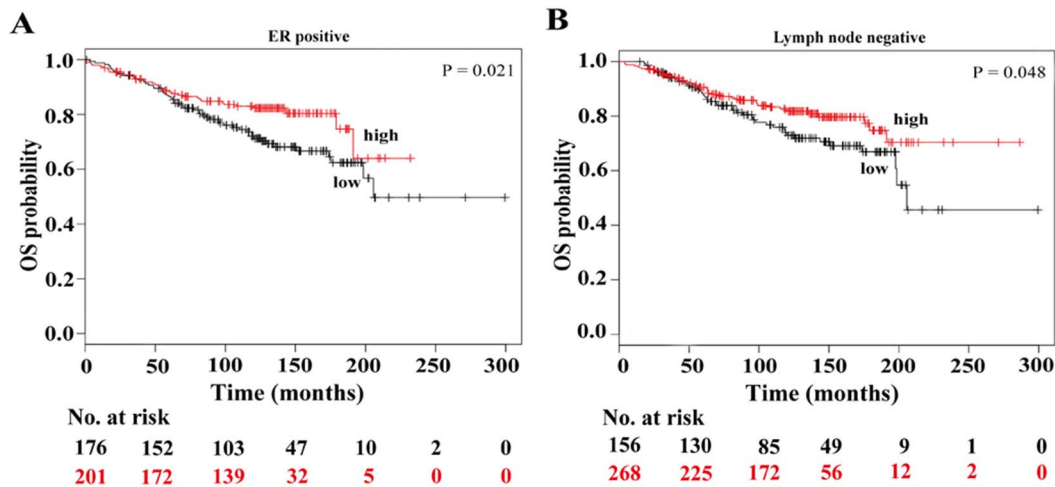 A
ER positive
P = 0.021
OS probability
1.0
0.8
0.6
0.4
0.2
0.0
high
low
0 50 100 150 200 250 300
Time (months)
No. at risk
176 152 103 47 10 2 0
201 172 139 32 5 0 0
B
Lymph node negative
P = 0.048
OS probability
1.0
0.8
0.6
0.4
0.2
0.0
high
low
0 50 100 150 200 250 300
Time (months)
No. at risk
156 130 85 49 9 1 0
268 225 172 56 12 2 0